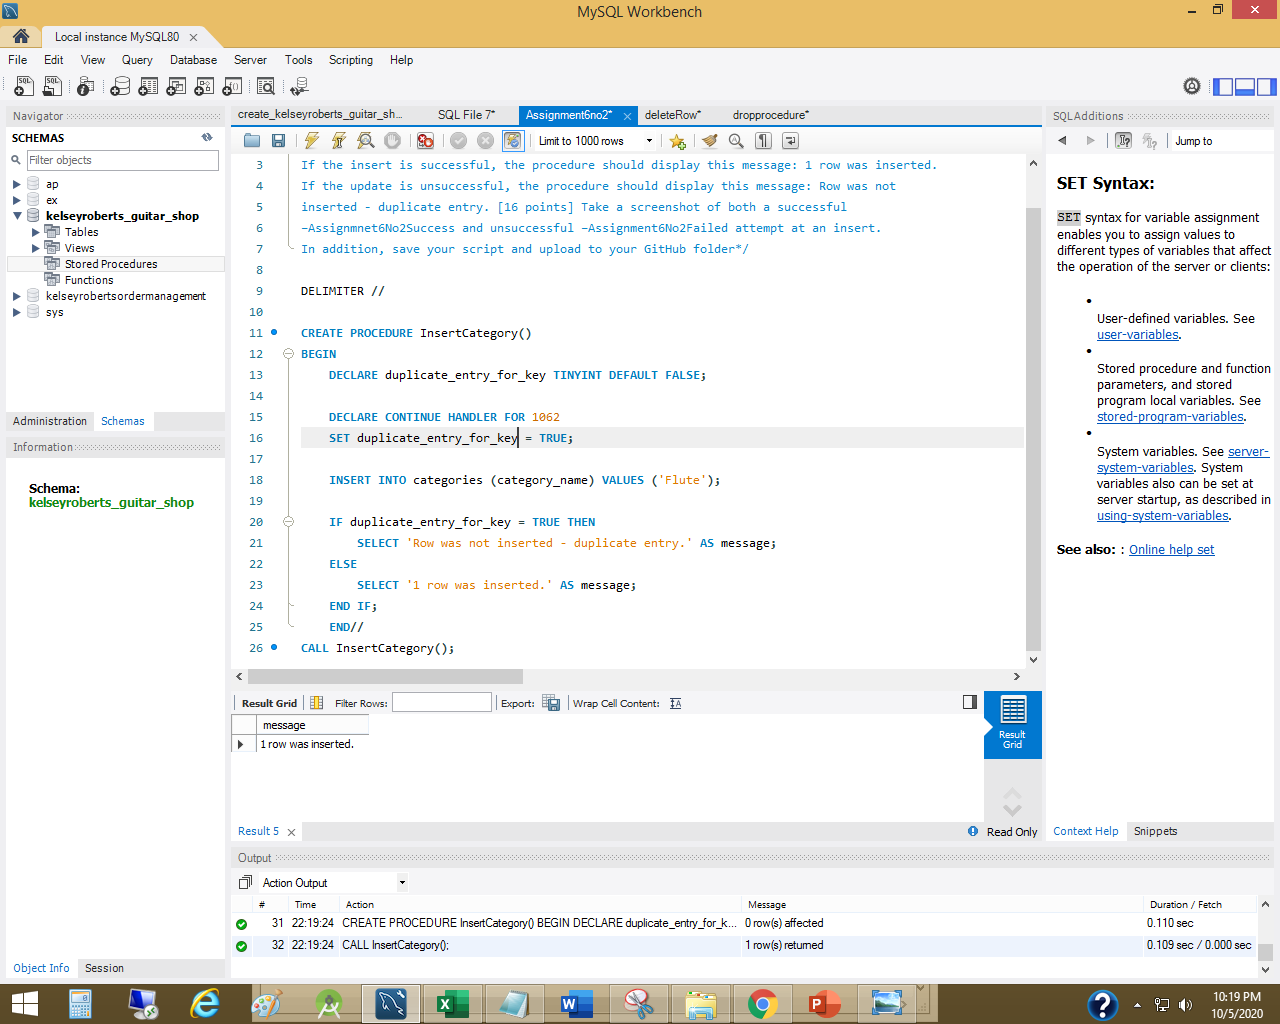 MySQL Workbench
Local instance MySQL80
File Edit View Query Database Server Tools Scripting Help
Navigator
SCHEMAS
Filter objects
ap
ex
kelseyroberts_guitar_shop
Tables
Views
Stored Procedures
Functions
kelseyrobertsordermanagement
sys
Administration Schemas
Information
Schema:
kelseyroberts_guitar_shop
Object Info Session
create_kelseyroberts_guitar_sh... SQL File 7* Assignment6no2* deleteRow* dropprocedure*
Limit to 1000 rows
3 If the insert is successful, the procedure should display this message: 1 row was inserted.
4 If the update is unsuccessful, the procedure should display this message: Row was not
5 inserted - duplicate entry. [16 points] Take a screenshot of both a successful
6 –Assignmnet6No2Success and unsuccessful –Assignment6No2Failed attempt at an insert.
7 In addition, save your script and upload to your GitHub folder*/
8
9 DELIMITER //
10
11 CREATE PROCEDURE InsertCategory()
12 BEGIN
13 DECLARE duplicate_entry_for_key TINYINT DEFAULT FALSE;
14
15 DECLARE CONTINUE HANDLER FOR 1062
16 SET duplicate_entry_for_key = TRUE;
17
18 INSERT INTO categories (category_name) VALUES ('Flute');
19
20 IF duplicate_entry_for_key = TRUE THEN
21 SELECT 'Row was not inserted - duplicate entry.' AS message;
22 ELSE
23 SELECT '1 row was inserted.' AS message;
24 END IF;
25 END//
26 CALL InsertCategory();
Result Grid Filter Rows: Export: Wrap Cell Content:
message
1 row was inserted.
Result
Grid
Result 5
Read Only
SQLAdditions
Jump to
SET Syntax:
SET syntax for variable assignment
enables you to assign values to
different types of variables that affect
the operation of the server or clients:
User-defined variables. See
user-variables.
Stored procedure and function
parameters, and stored
program local variables. See
stored-program-variables.
System variables. See server-
system-variables. System
variables also can be set at
server startup, as described in
using-system-variables.
See also: : Online help set
Context Help Snippets
Output
Action Output
# Time Action Message Duration / Fetch
31 22:19:24 CREATE PROCEDURE InsertCategory() BEGIN DECLARE duplicate_entry_for_k... 0 row(s) affected 0.110 sec
32 22:19:24 CALL InsertCategory(); 1 row(s) returned 0.109 sec / 0.000 sec
10:19 PM
10/5/2020